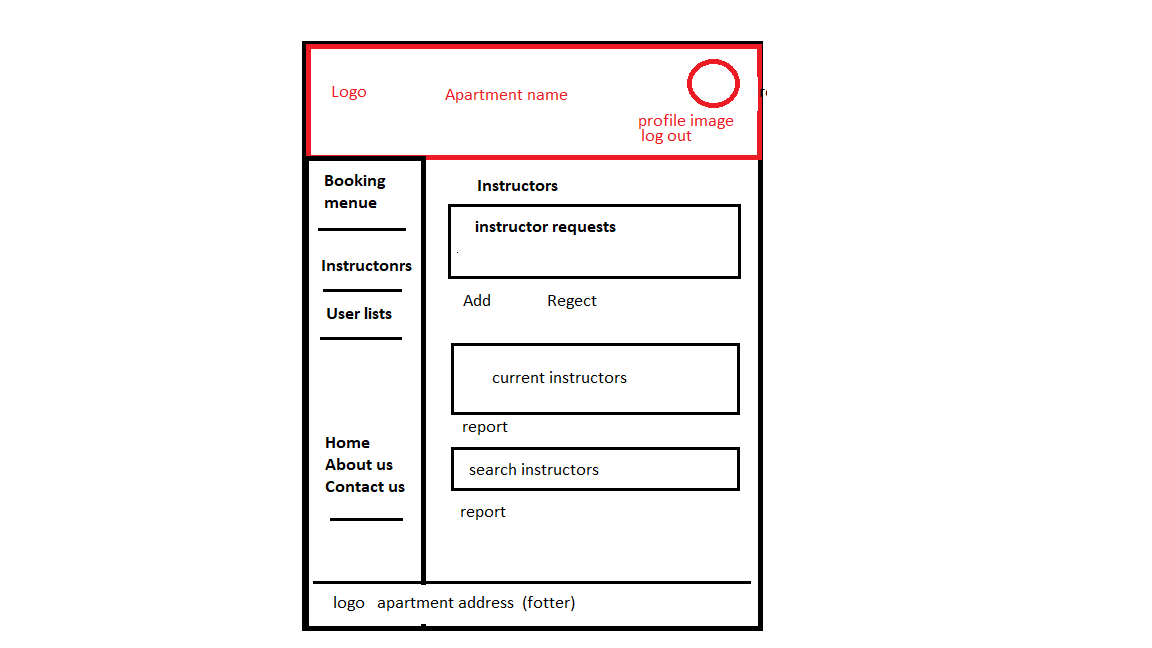 Logo
Apartment name
profile image
log out
Booking
menue
Instructonrs
User lists
Home
About us
Contact us
Instructors
instructor requests
Add Regect
current instructors
report
search instructors
report
logo apartment address (fotter)